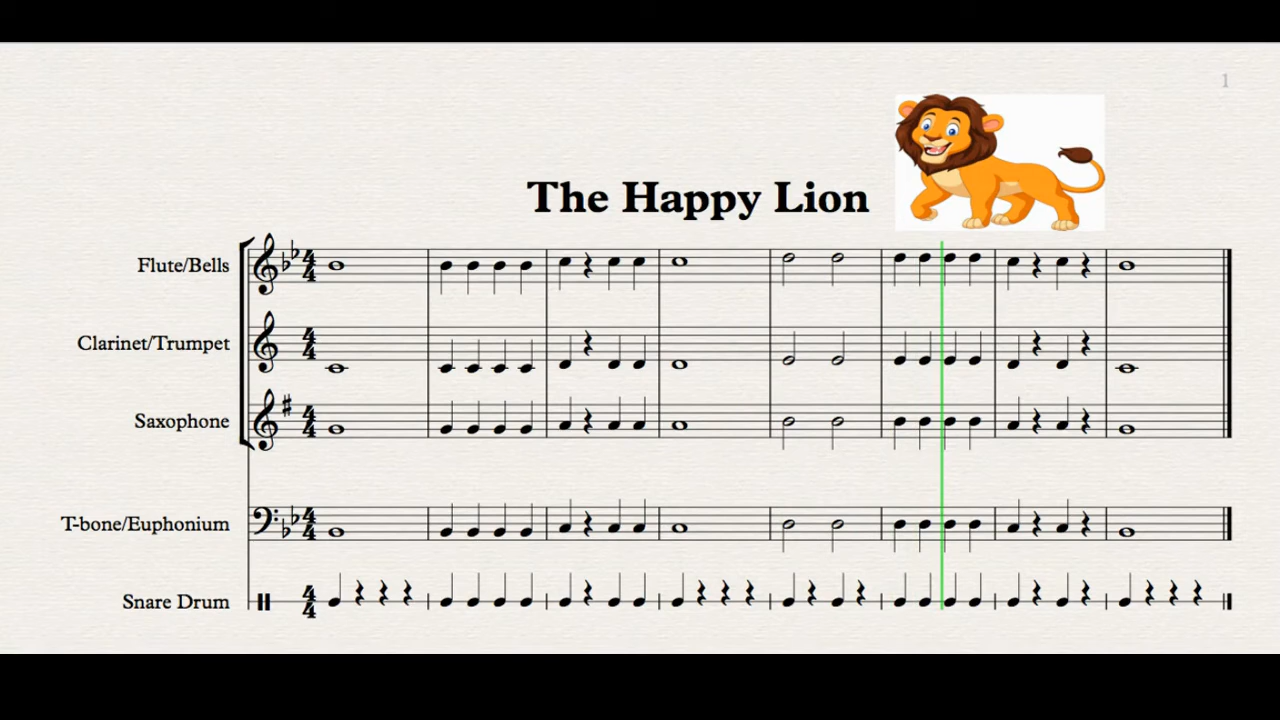 1
The Happy Lion
Flute/Bells
Clarinet/Trumpet
Saxophone
T-bone/Euphonium
Snare Drum